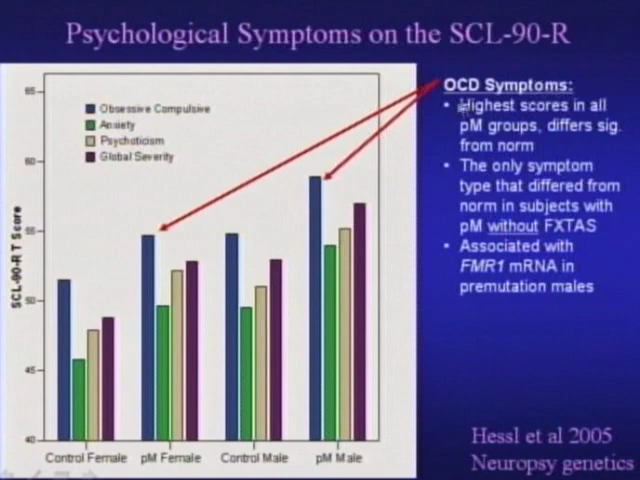 Psychological Symptoms on the SCL-90-R
65
60
55
50
45
40
SCL-90-R T Score
Obsessive Compulsive
Anxiety
Psychoticism
Global Severity
Control Female
pM Female
Control Male
pM Male
OCD Symptoms:
• Highest scores in all
pM groups, differs sig.
from norm
• The only symptom
type that differed from
norm in subjects with
pM without FXTAS
• Associated with
FMR1 mRNA in
premutation males
Hessl et al 2005
Neuropsy genetics